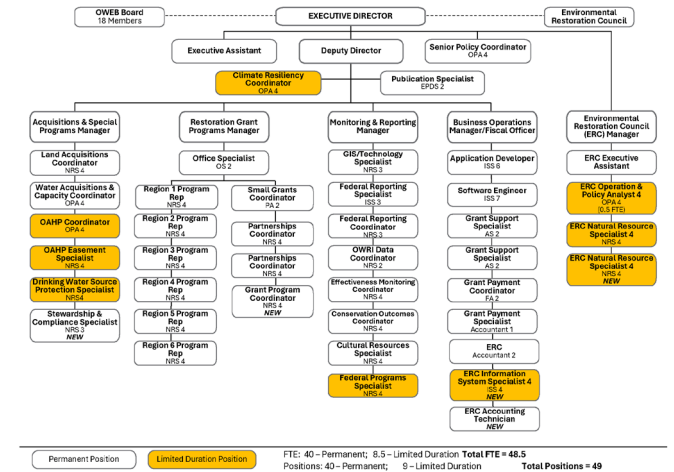 OWEB Board
18 Members
EXECUTIVE DIRECTOR
Environmental
Restoration Council
Executive Assistant
Deputy Director
Senior Policy Coordinator
OPA 4
Climate Resiliency
Coordinator
OPA 4
Publication Specialist
EPDS 2
Acquisitions & Special
Programs Manager
Land Acquisitions
Coordinator
NRS 4
Water Acquisitions &
Capacity Coordinator
OPA 4
OAHP Coordinator
OPA 4
OAHP Easement
Specialist
NRS 4
Drinking Water Source
Protection Specialist
NRS4
Stewardship &
Compliance Specialist
NRS 3
NEW
Restoration Grant
Programs Manager
Office Specialist
OS 2
Region 1 Program
Rep
NRS 4
Region 2 Program
Rep
NRS 4
Region 3 Program
Rep
NRS 4
Region 4 Program
Rep
NRS 4
Region 5 Program
Rep
NRS 4
Region 6 Program
Rep
NRS 4
Small Grants
Coordinator
PA 2
Partnerships
Coordinator
NRS 4
Partnerships
Coordinator
NRS 4
Grant Program
Coordinator
NRS 4
NEW
Monitoring & Reporting
Manager
GIS/Technology
Specialist
NRS 3
Federal Reporting
Specialist
ISS 3
Federal Reporting
Coordinator
NRS 3
OWRI Data
Coordinator
NRS 2
Effectiveness Monitoring
Coordinator
NRS 4
Conservation Outcomes
Coordinator
NRS 4
Cultural Resources
Specialist
NRS 4
Federal Programs
Specialist
NRS 4
Business Operations
Manager/Fiscal Officer
Application Developer
ISS 6
Software Engineer
ISS 7
Grant Support
Specialist
AS 2
Grant Support
Specialist
AS 2
Grant Payment
Coordinator
FA 2
Grant Payment
Specialist
Accountant 1
ERC
Accountant 2
ERC Information
System Specialist 4
ISS 4
NEW
ERC Accounting
Technician
NEW
Environmental
Restoration Council
(ERC) Manager
ERC Executive
Assistant
ERC Operation &
Policy Analyst 4
OPA 4
(0.5 FTE)
ERC Natural Resource
Specialist 4
NRS 4
ERC Natural Resource
Specialist 4
NRS 4
NEW
Permanent Position
Limited Duration Position
FTE: 40 – Permanent; 8.5 – Limited Duration Total FTE = 48.5
Positions: 40 – Permanent; 9 – Limited Duration Total Positions = 49